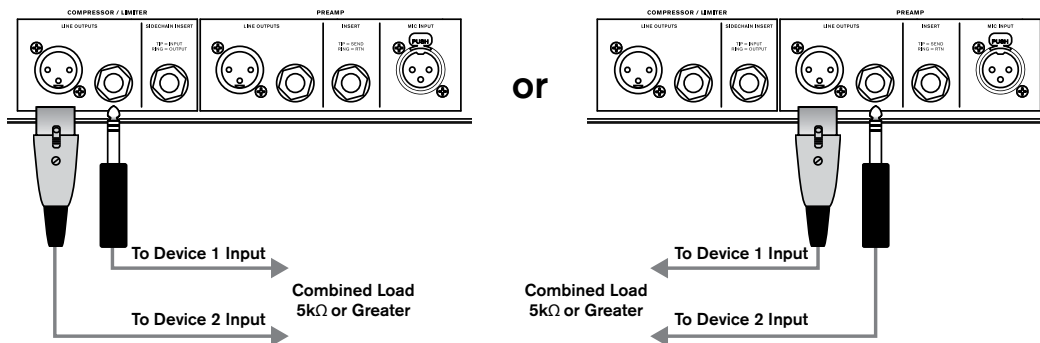 COMPRESSOR / LIMITER
PREAMP
LINE OUTPUTS
SIDECHAIN INSERT
LINE OUTPUTS
INSERT
MIC INPUT
TIP = INPUT
RING = OUTPUT
TIP = SEND
RING = RTN
PUSH
or
COMPRESSOR / LIMITER
PREAMP
LINE OUTPUTS
SIDECHAIN INSERT
LINE OUTPUTS
INSERT
MIC INPUT
TIP = INPUT
RING = OUTPUT
TIP = SEND
RING = RTN
PUSH
To Device 1 Input
Combined Load
5kΩ or Greater
To Device 2 Input
To Device 1 Input
Combined Load
5kΩ or Greater
To Device 2 Input